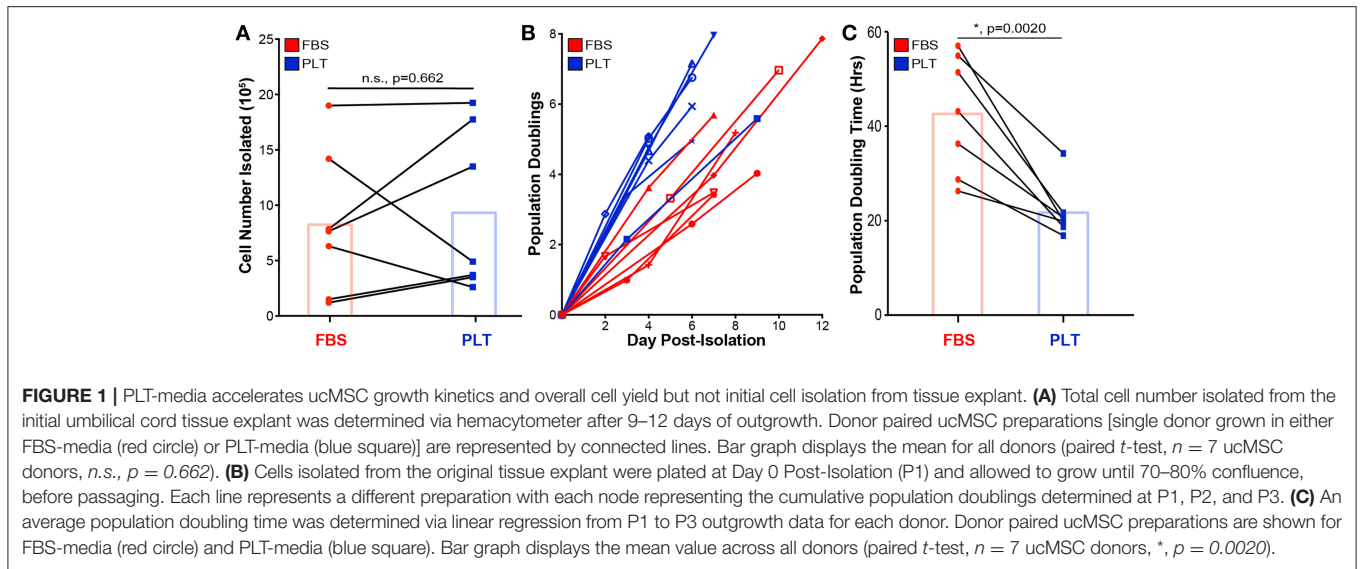 A
FBS
PLT
n.s., p=0.662
Cell Number Isolated (10⁵)
25
20
15
10
5
0
FBS
PLT
B
FBS
PLT
Population Doublings
8
6
4
2
0
2 4 6 8 10 12
Day Post-Isolation
C
FBS
PLT
*, p=0.0020
Population Doubling Time (Hrs)
60
40
20
0
FBS
PLT
FIGURE 1 | PLT-media accelerates ucMSC growth kinetics and overall cell yield but not initial cell isolation from tissue explant. (A) Total cell number isolated from the
initial umbilical cord tissue explant was determined via hemacytometer after 9–12 days of outgrowth. Donor paired ucMSC preparations [single donor grown in either
FBS-media (red circle) or PLT-media (blue square)] are represented by connected lines. Bar graph displays the mean for all donors (paired t-test, n = 7 ucMSC
donors, n.s., p = 0.662). (B) Cells isolated from the original tissue explant were plated at Day 0 Post-Isolation (P1) and allowed to grow until 70–80% confluence,
before passaging. Each line represents a different preparation with each node representing the cumulative population doublings determined at P1, P2, and P3. (C) An
average population doubling time was determined via linear regression from P1 to P3 outgrowth data for each donor. Donor paired ucMSC preparations are shown for
FBS-media (red circle) and PLT-media (blue square). Bar graph displays the mean value across all donors (paired t-test, n = 7 ucMSC donors, *, p = 0.0020).